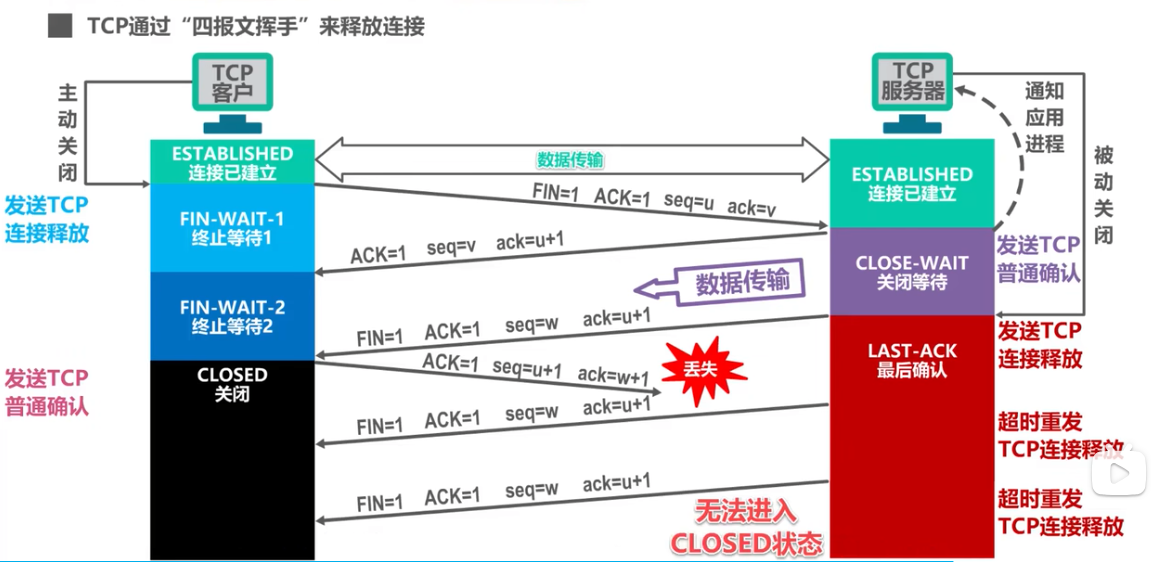 TCP通过“四报文挥手”来释放连接
TCP
客户
TCP
服务器
主动关闭
通知
应用
进程
被动关闭
ESTABLISHED
连接已建立
数据传输
ESTABLISHED
连接已建立
发送TCP
连接释放
FIN-WAIT-1
终止等待1
FIN=1 ACK=1 seq=u ack=v
ACK=1 seq=v ack=u+1
CLOSE-WAIT
关闭等待
发送TCP
普通确认
数据传输
FIN-WAIT-2
终止等待2
FIN=1 ACK=1 seq=w ack=u+1
发送TCP
连接释放
LAST-ACK
最后确认
CLOSED
关闭
ACK=1 seq=u+1 ack=w+1
丢失
发送TCP
普通确认
FIN=1 ACK=1 seq=w ack=u+1
超时重发
TCP连接释放
FIN=1 ACK=1 seq=w ack=u+1
超时重发
TCP连接释放
无法进入
CLOSED状态